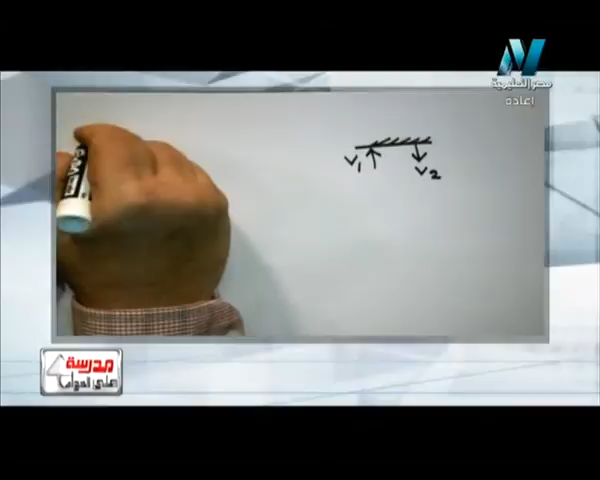 مصر التعليمية
إعادة
V₁
V₂
مدرسة
على الهواء